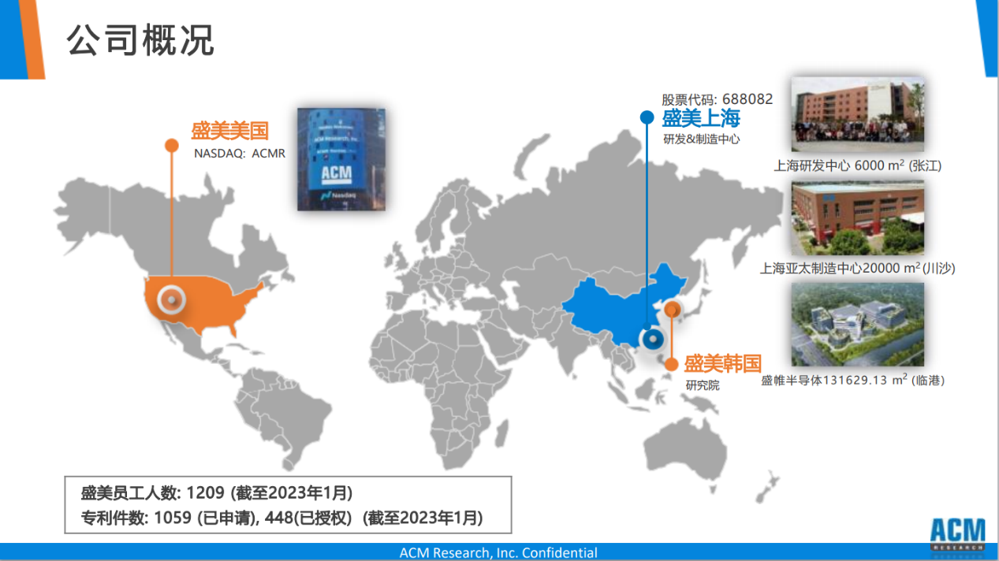 公司概况
盛美美国
NASDAQ: ACMR
ACM Research, Inc.
ACM
Nasdaq
股票代码: 688082
盛美上海
研发&制造中心
上海研发中心 6000 m² (张江)
ACM
上海亚太制造中心20000 m²(川沙)
盛美韩国
研究院
盛帷半导体131629.13 m² (临港)
盛美员工人数: 1209 (截至2023年1月)
专利件数: 1059 (已申请), 448(已授权) (截至2023年1月)
ACM
RESEARCH
ACM Research, Inc. Confidential